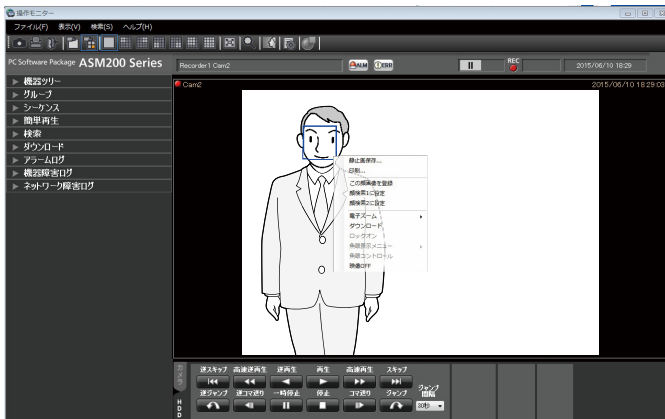 操作モニター
ファイル(F) 表示(V) 検索(S) ヘルプ(H)
PC Software Package ASM200 Series
Recorder1 Cam2
ALM
ERR
REC
2015/06/10 18:29
機器ツリー
グループ
シーケンス
簡単再生
検索
ダウンロード
アラームログ
機器障害ログ
ネットワーク障害ログ
Cam2
2015/06/10 18:29:03
静止画保存...
印刷...
この顔画像を登録
顔検索1に設定
顔検索2に設定
電子ズーム
ダウンロード
ロックオン
魚眼表示メニュー
魚眼コントロール
映像OFF
カメラ
HDD
逆スキップ 高速逆再生 逆再生 再生 高速再生 スキップ
逆ジャンプ 逆コマ送り 一時停止 停止 コマ送り ジャンプ
ジャンプ間隔
30秒